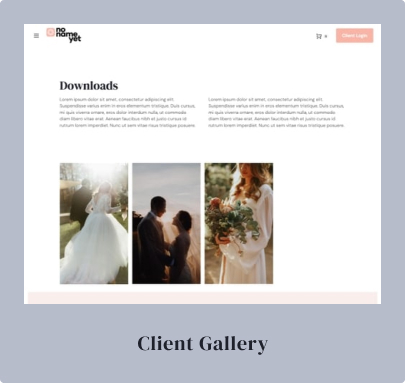 no
name
yet
Client Login
Downloads
Lorem ipsum dolor sit amet, consectetur adipiscing elit.
Suspendisse varius enim in eros elementum tristique. Duis cursus,
mi quis viverra ornare, eros dolor interdum nulla, ut commodo
diam libero vitae erat. Aenean faucibus nibh et justo cursus id
rutrum lorem imperdiet. Nunc ut sem vitae risus tristique posuere.
Lorem ipsum dolor sit amet, consectetur adipiscing elit.
Suspendisse varius enim in eros elementum tristique. Duis cursus,
mi quis viverra ornare, eros dolor interdum nulla, ut commodo
diam libero vitae erat. Aenean faucibus nibh et justo cursus id
rutrum lorem imperdiet. Nunc ut sem vitae risus tristique posuere.
Client Gallery